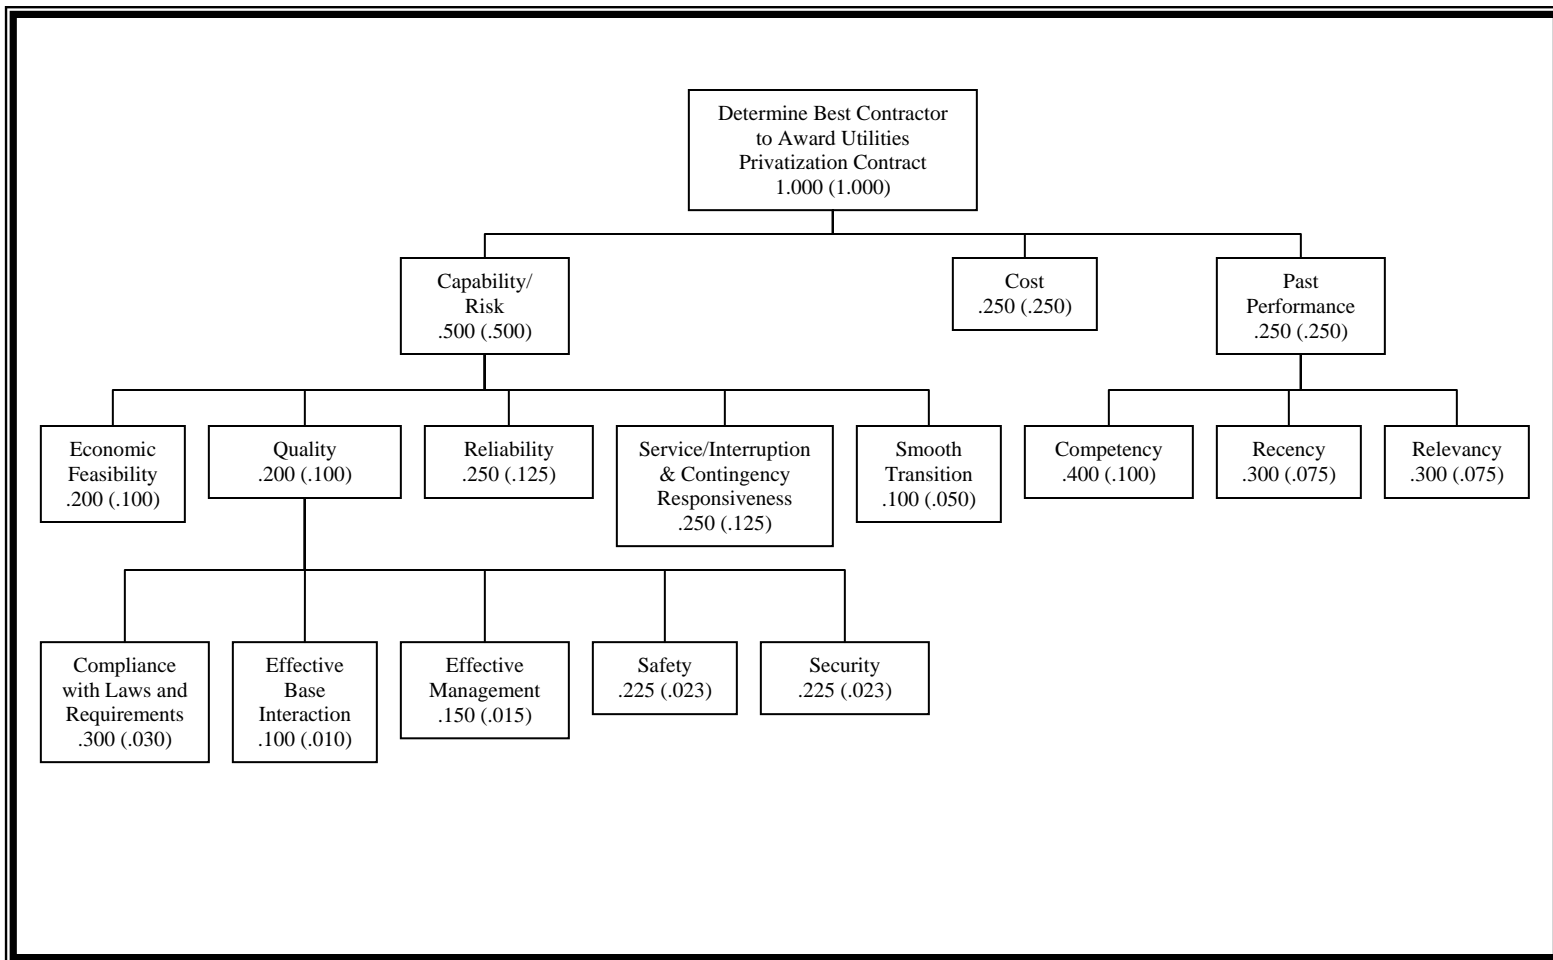 Determine Best Contractor
to Award Utilities
Privatization Contract
1.000 (1.000)
Capability/
Risk
.500 (.500)
Cost
.250 (.250)
Past
Performance
.250 (.250)
Economic
Feasibility
.200 (.100)
Quality
.200 (.100)
Reliability
.250 (.125)
Service/Interruption
& Contingency
Responsiveness
.250 (.125)
Smooth
Transition
.100 (.050)
Competency
.400 (.100)
Recency
.300 (.075)
Relevancy
.300 (.075)
Compliance
with Laws and
Requirements
.300 (.030)
Effective
Base
Interaction
.100 (.010)
Effective
Management
.150 (.015)
Safety
.225 (.023)
Security
.225 (.023)